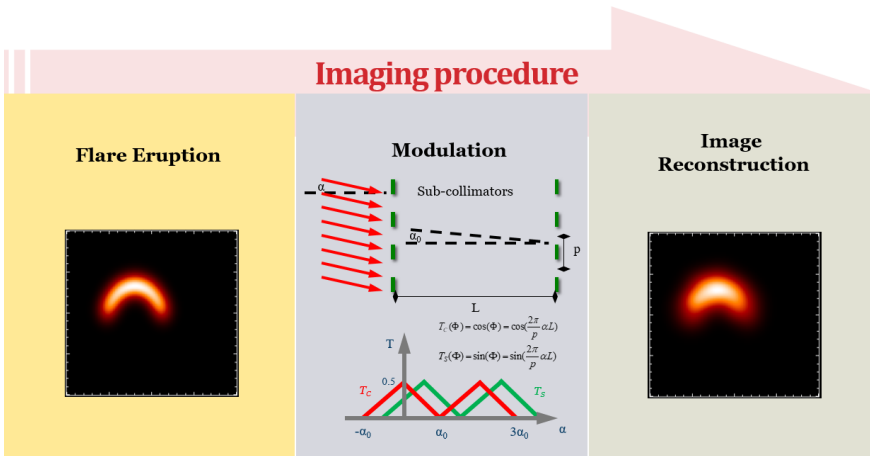 Imaging procedure
Flare Eruption
Modulation
α
Sub-collimators
α₀
p
L
T_c(Φ) = cos(Φ) = cos(2π/p αL)
T_S(Φ) = sin(Φ) = sin(2π/p αL)
T
0.5
T_C
T_S
-α₀
α₀
3α₀
α
Image
Reconstruction